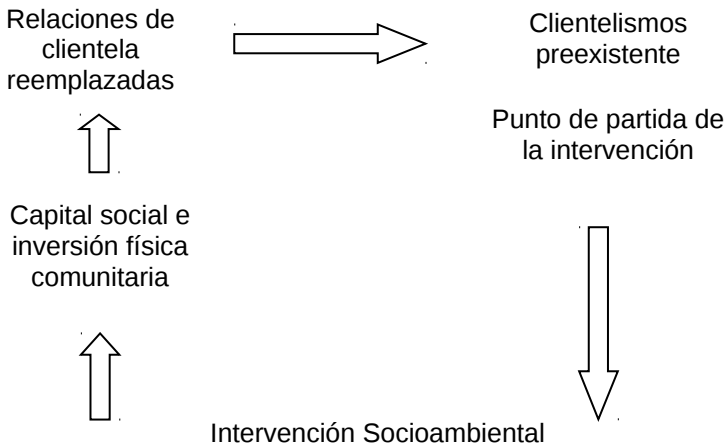 Relaciones de
clientela
reemplazadas
Clientelismos
preexistente
Punto de partida de
la intervención
Capital social e
inversión física
comunitaria
Intervención Socioambiental